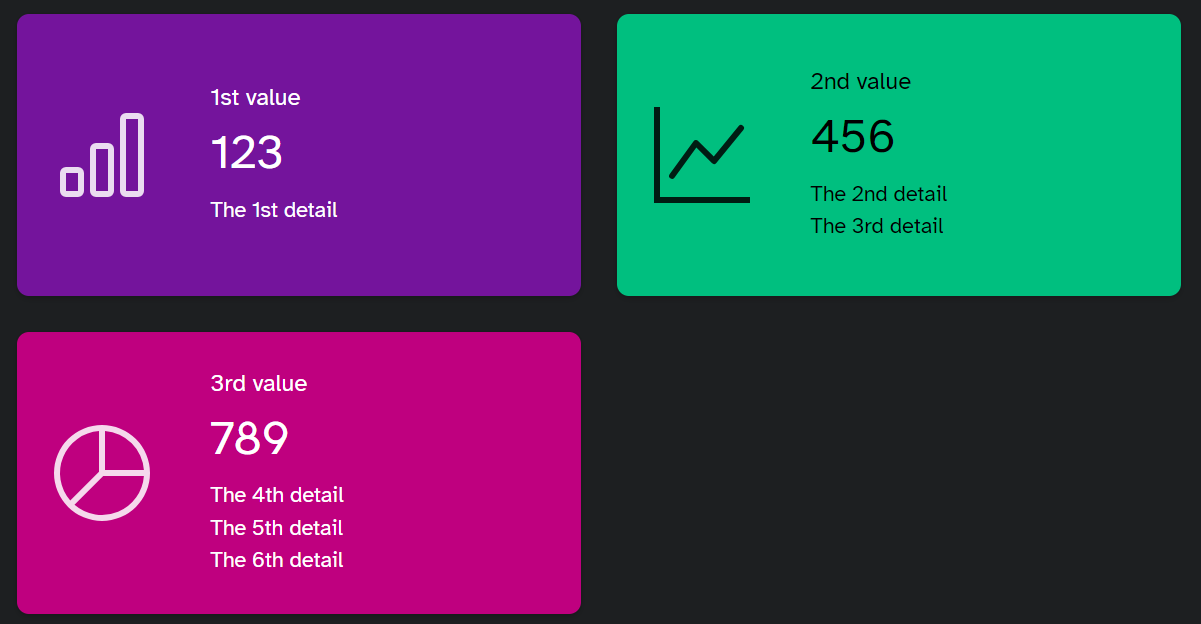 1st value
123
The 1st detail
2nd value
456
The 2nd detail
The 3rd detail
3rd value
789
The 4th detail
The 5th detail
The 6th detail